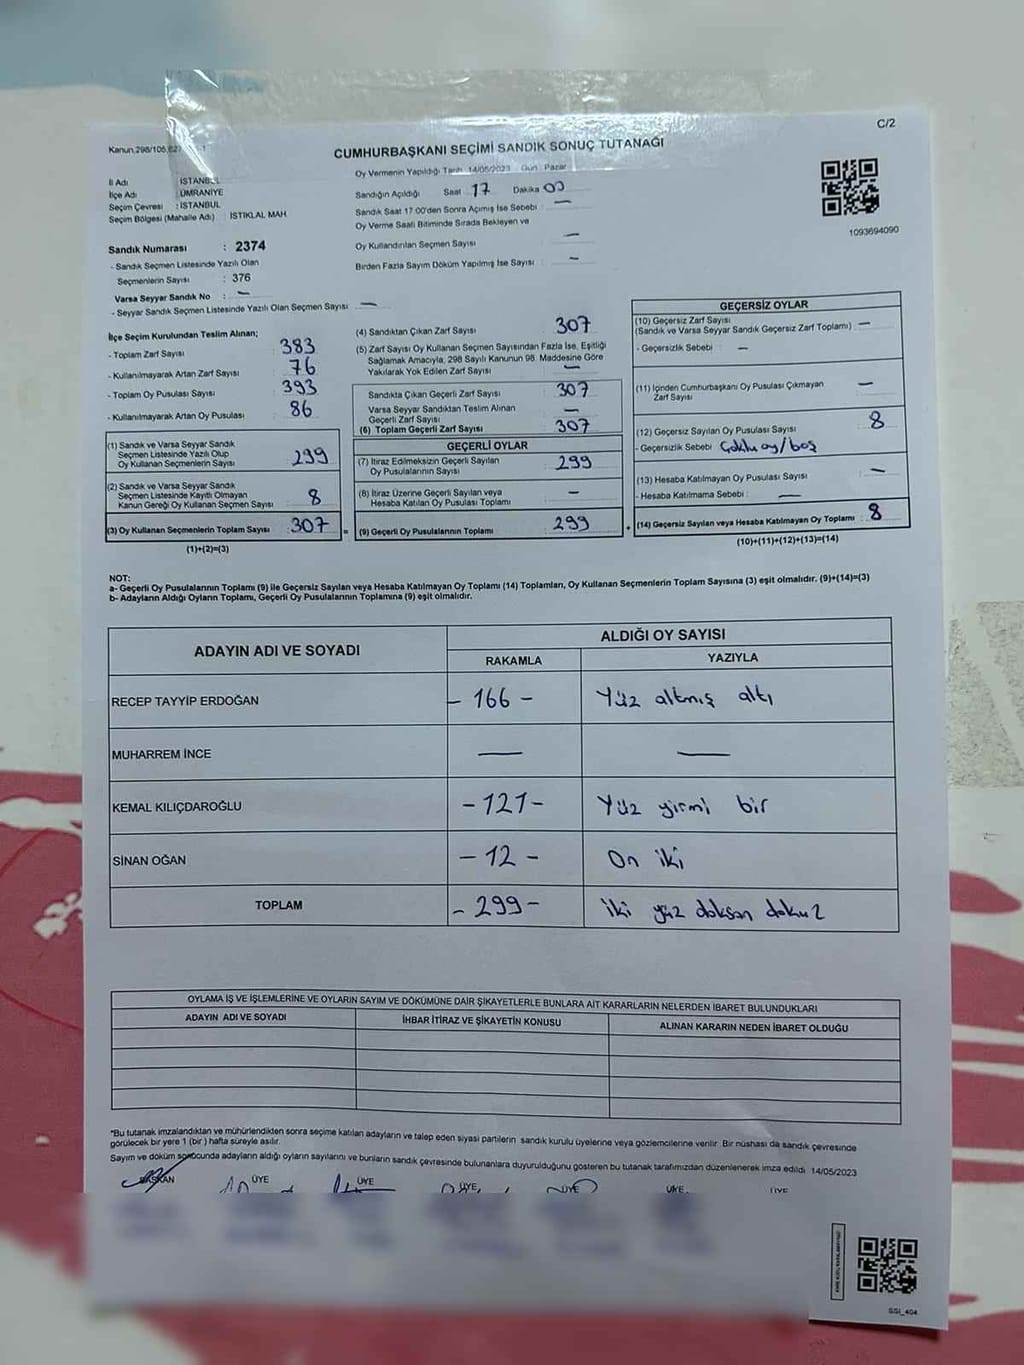 C/2
Kanun 298/105,
CUMHURBAŞKANI SEÇİMİ SANDIK SONUÇ TUTANAĞI
İl Adı : İSTANBUL
İlçe Adı : ÜMRANİYE
Seçim Çevresi : İSTANBUL
Seçim Bölgesi (Mahalle Adı) : İSTİKLAL MAH.
Oy Vermenin Yapıldığı Tarih 14/05/2023 Gün Pazar
Sandığın Açıldığı Saat 17 Dakika 00
Sandık Saat 17:00'den Sonra Açılmış İse Sebebi : —
Oy Verme Saati Bitiminde Sırada Bekleyen ve
Oy Kullandırılan Seçmen Sayısı —
Birden Fazla Sayım Döküm Yapılmış İse Sayısı : —
1093694090
Sandık Numarası : 2374
- Sandık Seçmen Listesinde Yazılı Olan
Seçmenlerin Sayısı : 376
Varsa Seyyar Sandık No : —
- Seyyar Sandık Seçmen Listesinde Yazılı Olan Seçmen Sayısı : —
İlçe Seçim Kurulundan Teslim Alınan;
- Toplam Zarf Sayısı : 383
- Kullanılmayarak Artan Zarf Sayısı : 76
- Toplam Oy Pusulası Sayısı : 393
- Kullanılmayarak Artan Oy Pusulası : 86
(1) Sandık ve Varsa Seyyar Sandık
Seçmen Listesinde Yazılı Olup
Oy Kullanan Seçmenlerin Sayısı : 299
(2) Sandık ve Varsa Seyyar Sandık
Seçmen Listesinde Kayıtlı Olmayan
Kanun Gereği Oy Kullanan Seçmen Sayısı : 8
(3) Oy Kullanan Seçmenlerin Toplam Sayısı : 307 =
(1)+(2)=(3)
(4) Sandıktan Çıkan Zarf Sayısı : 307
(5) Zarf Sayısı Oy Kullanan Seçmen Sayısından Fazla İse, Eşitliği
Sağlamak Amacıyla, 298 Sayılı Kanunun 98. Maddesine Göre
Yakılarak Yok Edilen Zarf Sayısı : —
Sandıkta Çıkan Geçerli Zarf Sayısı : 307
Varsa Seyyar Sandıktan Teslim Alınan
Geçerli Zarf Sayısı : —
(6) Toplam Geçerli Zarf Sayısı : 307
GEÇERLİ OYLAR
(7) İtiraz Edilmeksizin Geçerli Sayılan
Oy Pusulalarının Sayısı : 299
(8) İtiraz Üzerine Geçerli Sayılan veya
Hesaba Katılan Oy Pusulası Toplamı : —
(9) Geçerli Oy Pusulalarının Toplamı : 299 +
GEÇERSİZ OYLAR
(10) Geçersiz Zarf Sayısı
(Sandık ve Varsa Seyyar Sandık Geçersiz Zarf Toplamı) : —
- Geçersizlik Sebebi : —
(11) İçinden Cumhurbaşkanı Oy Pusulası Çıkmayan
Zarf Sayısı : —
(12) Geçersiz Sayılan Oy Pusulası Sayısı : 8
- Geçersizlik Sebebi : Çoklu oy/boş
(13) Hesaba Katılmayan Oy Pusulası Sayısı : —
- Hesaba Katılmama Sebebi : —
(14) Geçersiz Sayılan veya Hesaba Katılmayan Oy Toplamı : 8
(10)+(11)+(12)+(13)=(14)
NOT:
a- Geçerli Oy Pusulalarının Toplamı (9) ile Geçersiz Sayılan veya Hesaba Katılmayan Oy Toplamı (14) Toplamları, Oy Kullanan Seçmenlerin Toplam Sayısına (3) eşit olmalıdır. (9)+(14)=(3)
b- Adayların Aldığı Oyların Toplamı, Geçerli Oy Pusulalarının Toplamına (9) eşit olmalıdır.
ADAYIN ADI VE SOYADI
ALDIĞI OY SAYISI
RAKAMLA YAZIYLA
RECEP TAYYİP ERDOĞAN - 166 - Yüz altmış altı
MUHARREM İNCE — —
KEMAL KILIÇDAROĞLU - 121 - Yüz yirmi bir
SİNAN OĞAN - 12 - On iki
TOPLAM - 299 - iki yüz doksan dokuz
OYLAMA İŞ VE İŞLEMLERİNE VE OYLARIN SAYIM VE DÖKÜMÜNE DAİR ŞİKAYETLERLE BUNLARA AİT KARARLARIN NELERDEN İBARET BULUNDUKLARI
ADAYIN ADI VE SOYADI İHBAR İTİRAZ VE ŞİKAYETİN KONUSU ALINAN KARARIN NEDEN İBARET OLDUĞU
*Bu tutanak imzalandıktan ve mühürlendikten sonra seçime katılan adayların ve talep eden siyasi partilerin sandık kurulu üyelerine veya gözlemcilerine verilir. Bir nüshası da sandık çevresinde
görülecek bir yere 1 (bir ) hafta süreyle asılır.
Sayım ve döküm sonucunda adayların aldığı oyların sayılarını ve bunların sandık çevresinde bulunanlara duyurulduğunu gösteren bu tutanak tarafımızdan düzenlenerek imza edildi. 14/05/2023
BAŞKAN ÜYE ÜYE ÜYE ÜYE ÜYE ÜYE
GSI_404